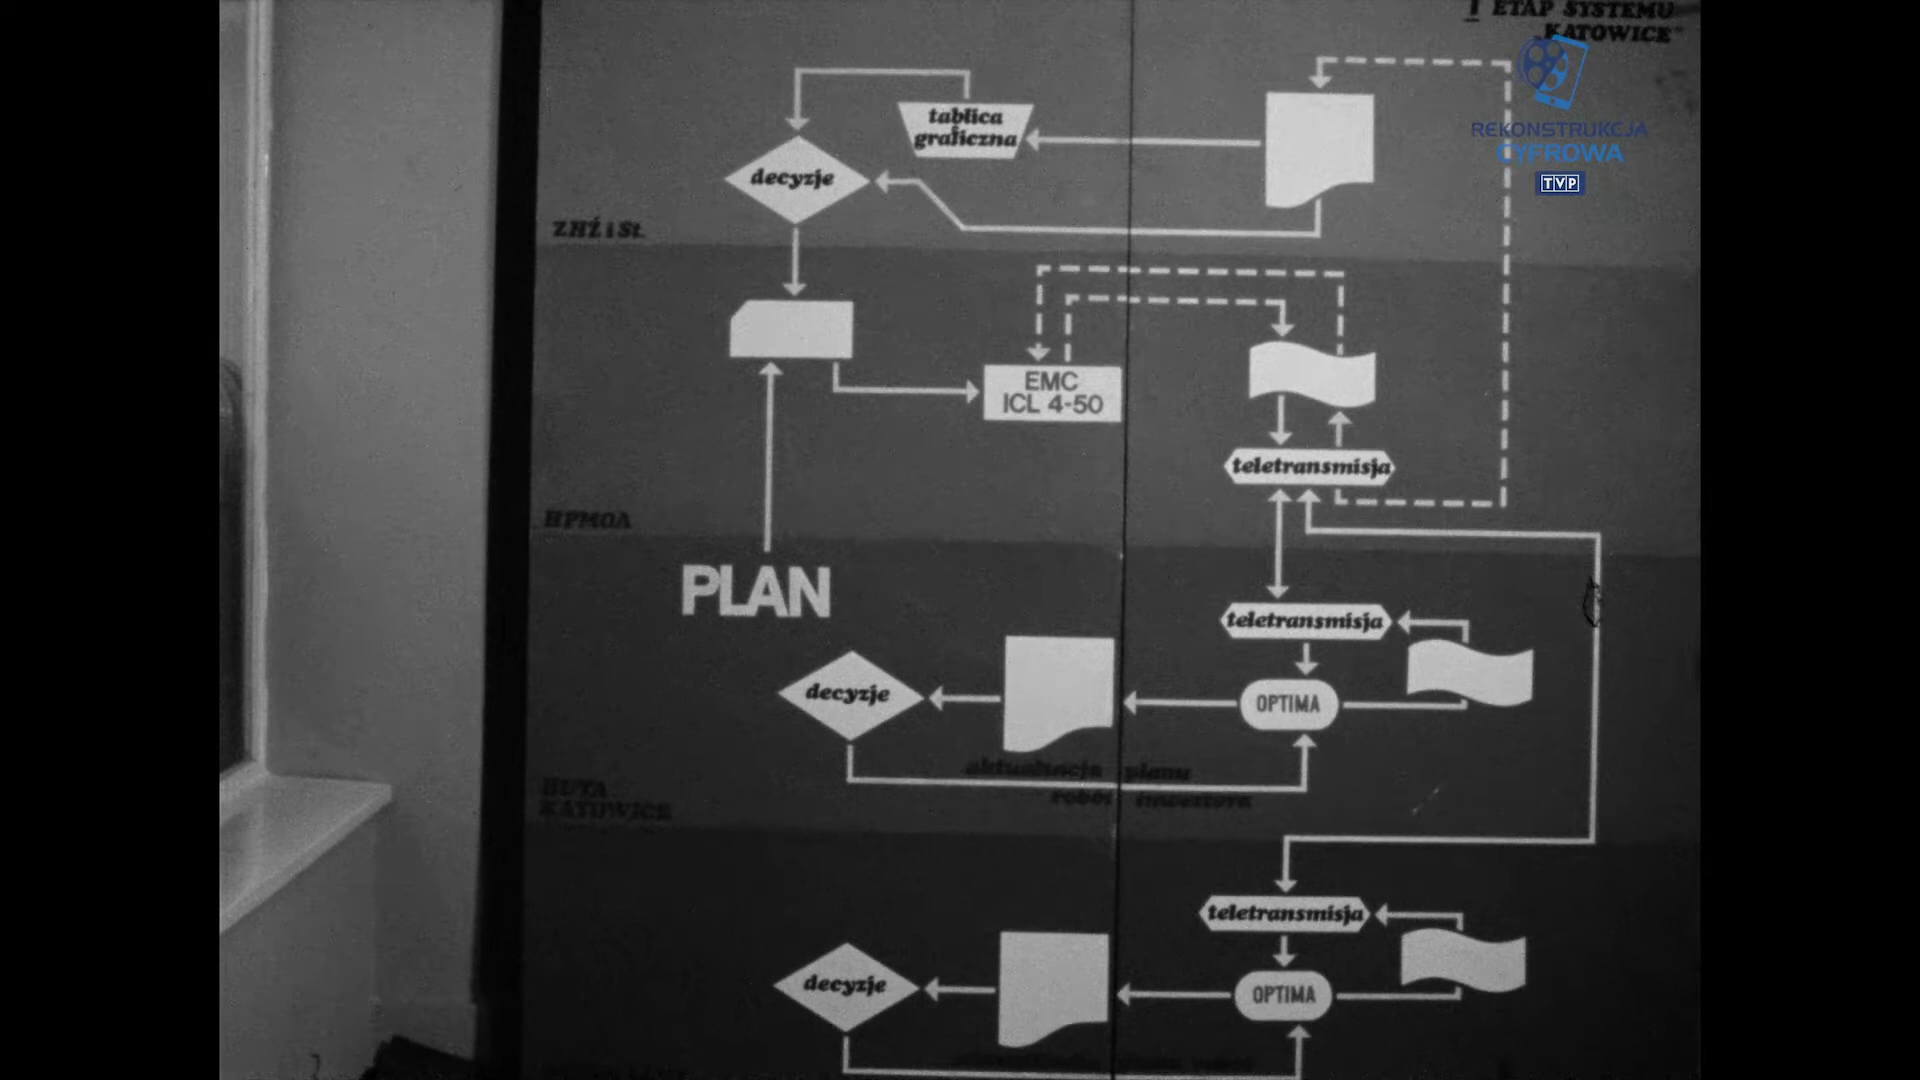 I ETAP SYSTEMU
„KATOWICE"
REKONSTRUKCJA
CYFROWA
TVP
tablica
graficzna
decyzje
ZHŻ i St.
EMC
ICL 4-50
teletransmisja
HPMOA
PLAN
teletransmisja
decyzje
OPTIMA
aktualizacja planu
robót inwestora
HUTA
KATOWICE
teletransmisja
decyzje
OPTIMA